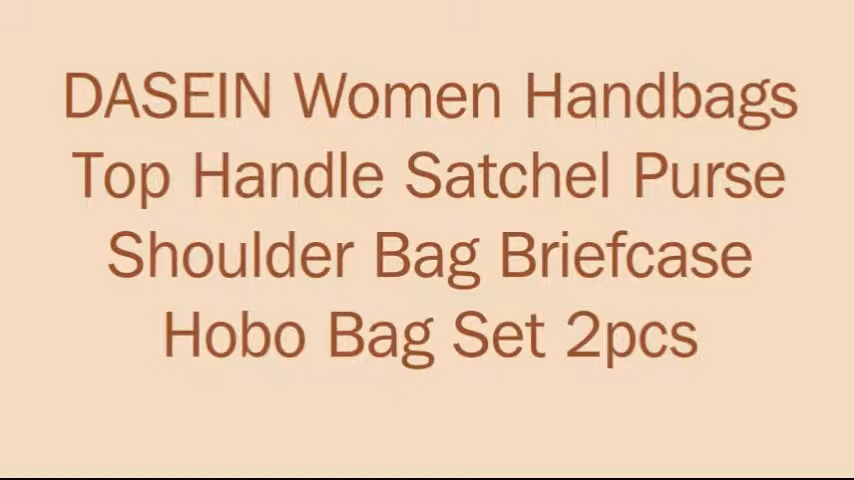 DASEIN Women Handbags
Top Handle Satchel Purse
Shoulder Bag Briefcase
Hobo Bag Set 2pcs